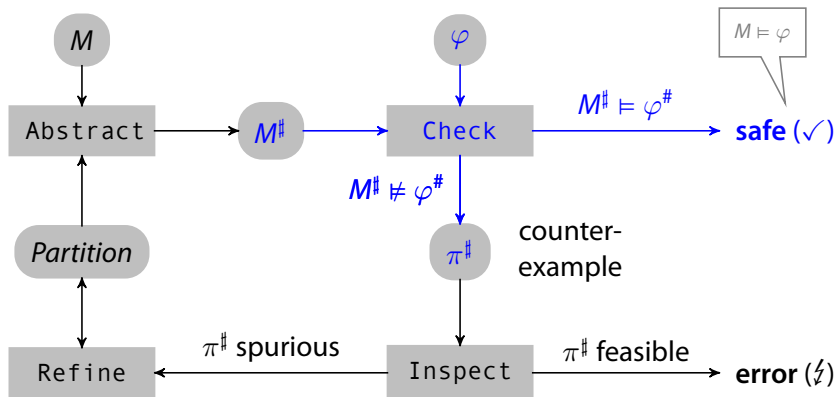 M
φ
M ⊨ φ
Abstract
M♯
Check
M♯ ⊨ φ#
safe (✓)
M♯ ⊭ φ#
Partition
π♯
counter-
example
Refine
π♯ spurious
Inspect
π♯ feasible
error (↯)